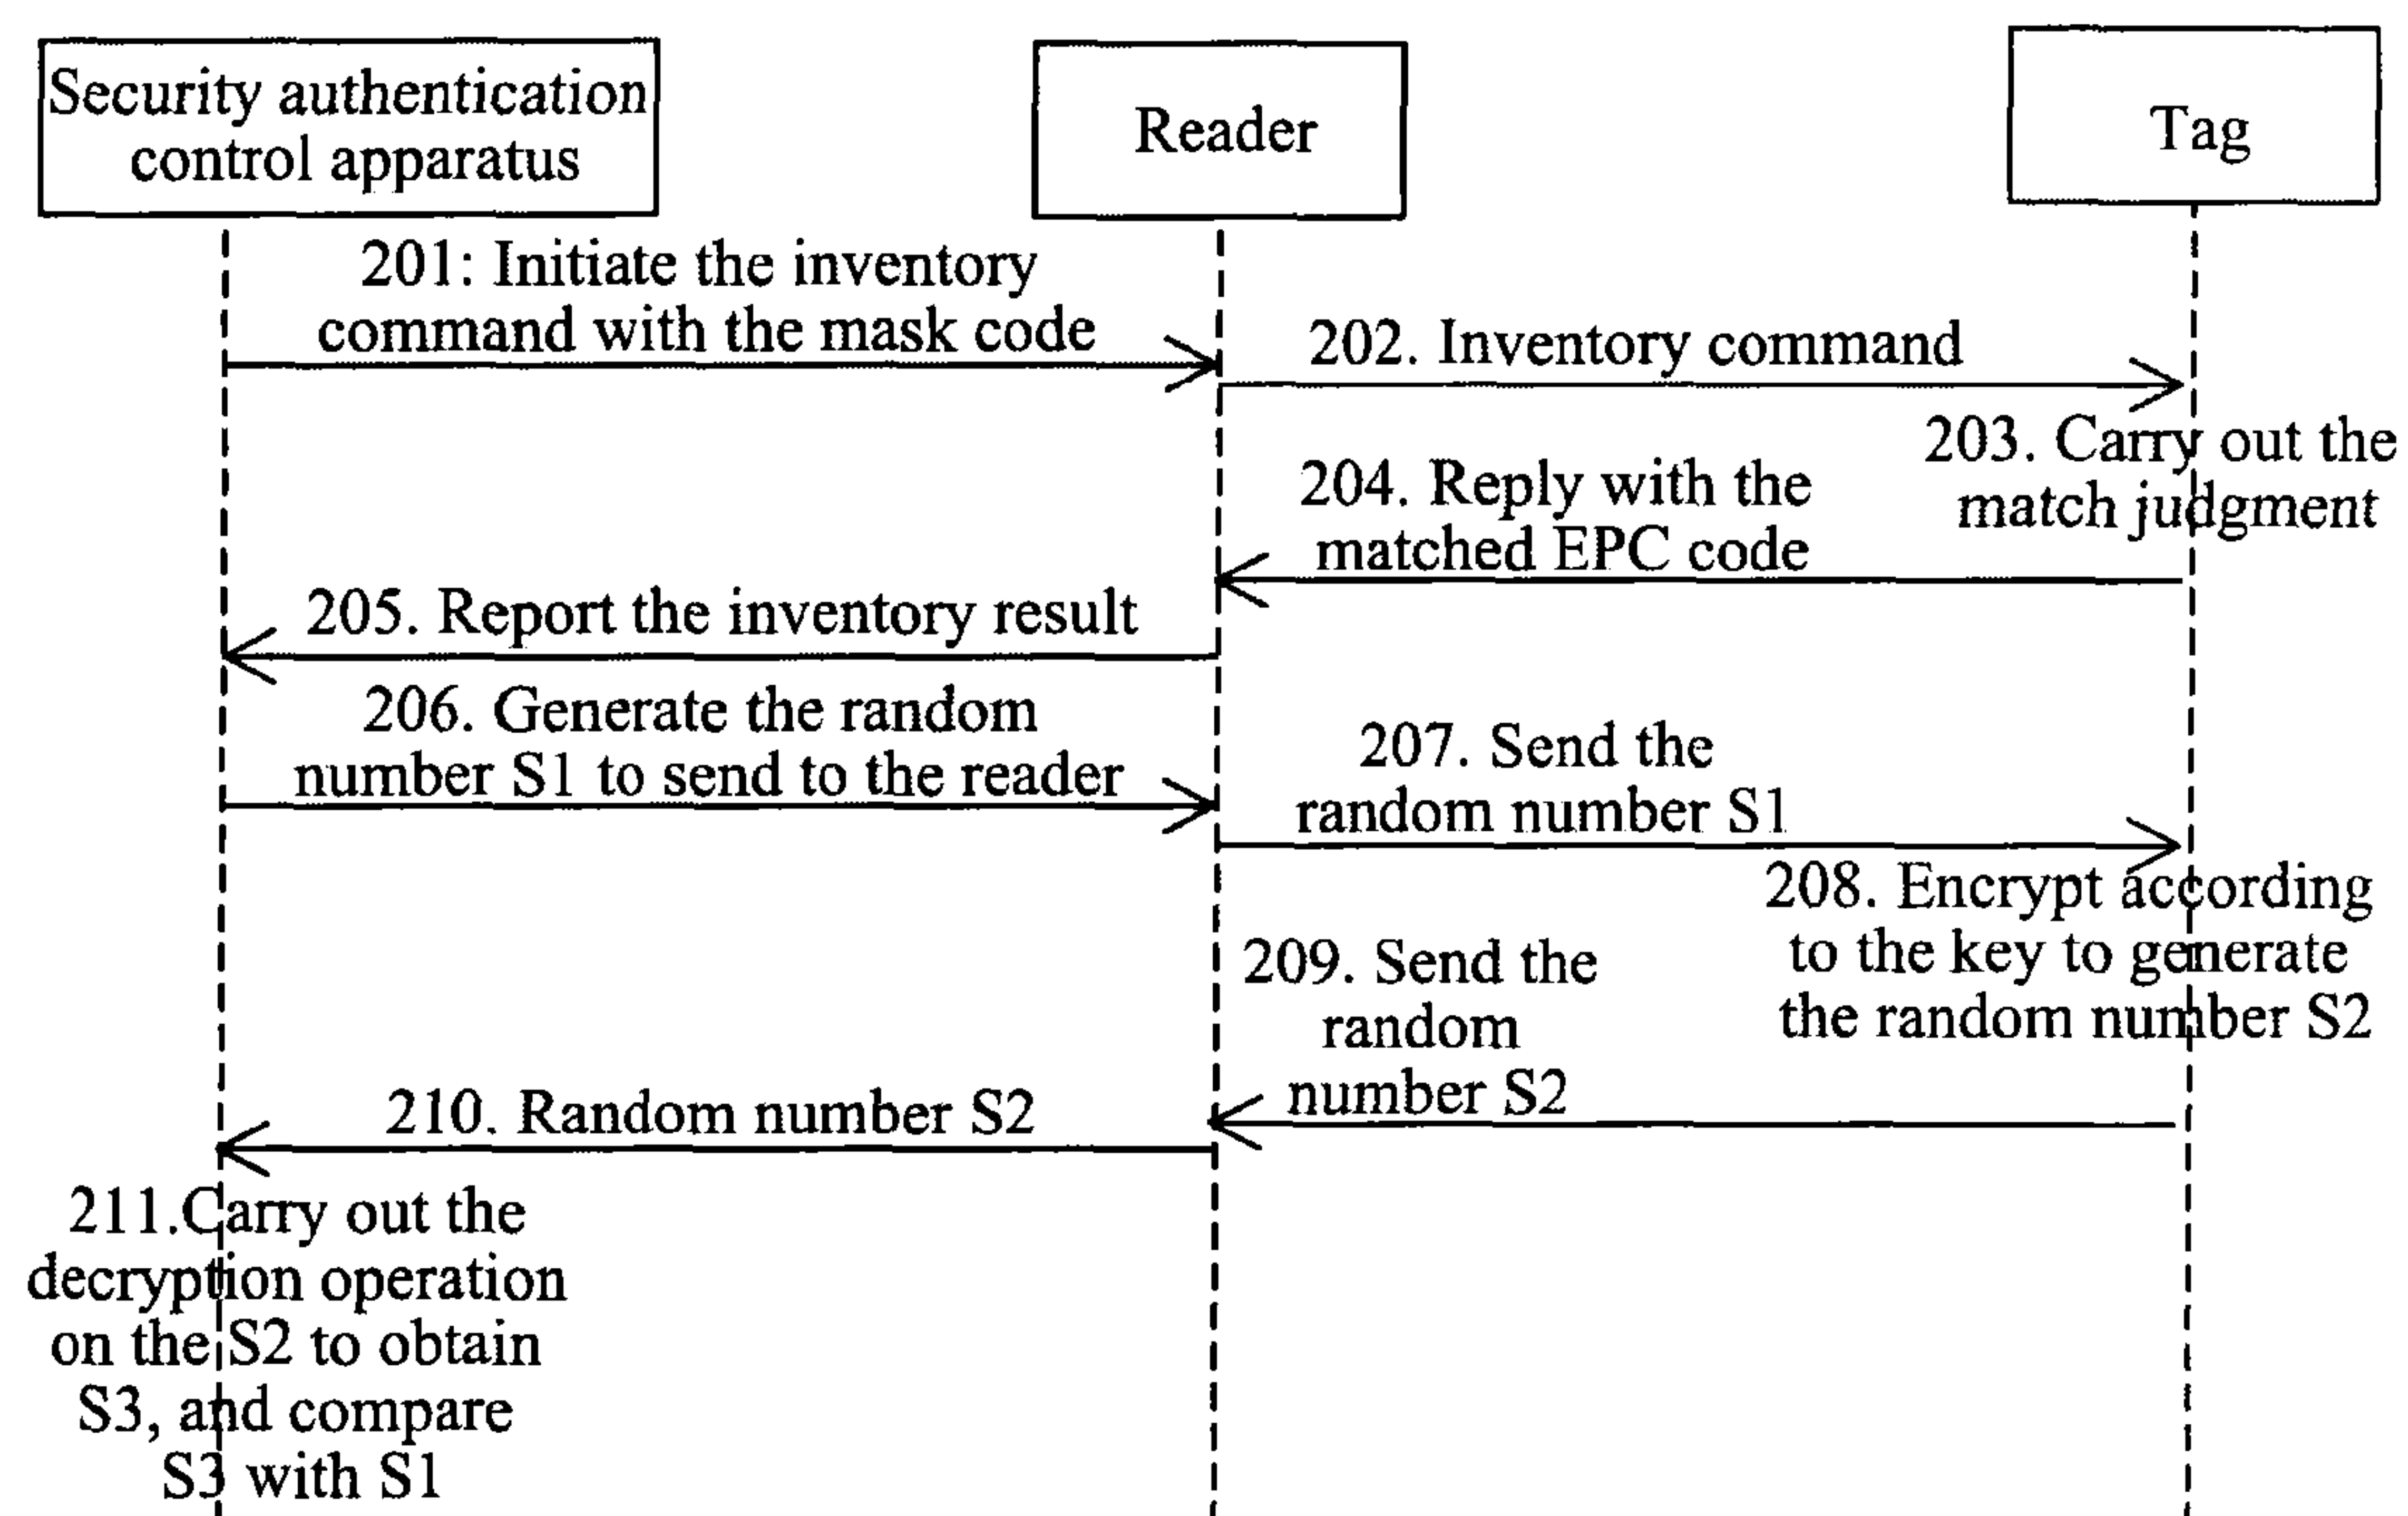 Security authentication
control apparatus
Reader
Tag
201: Initiate the inventory
command with the mask code
202. Inventory command
203. Carry out the
match judgment
204. Reply with the
matched EPC code
205. Report the inventory result
206. Generate the random
number S1 to send to the reader
207. Send the
random number S1
208. Encrypt according
to the key to generate
the random number S2
209. Send the
random
number S2
210. Random number S2
211.Carry out the
decryption operation
on the S2 to obtain
S3, and compare
S3 with S1